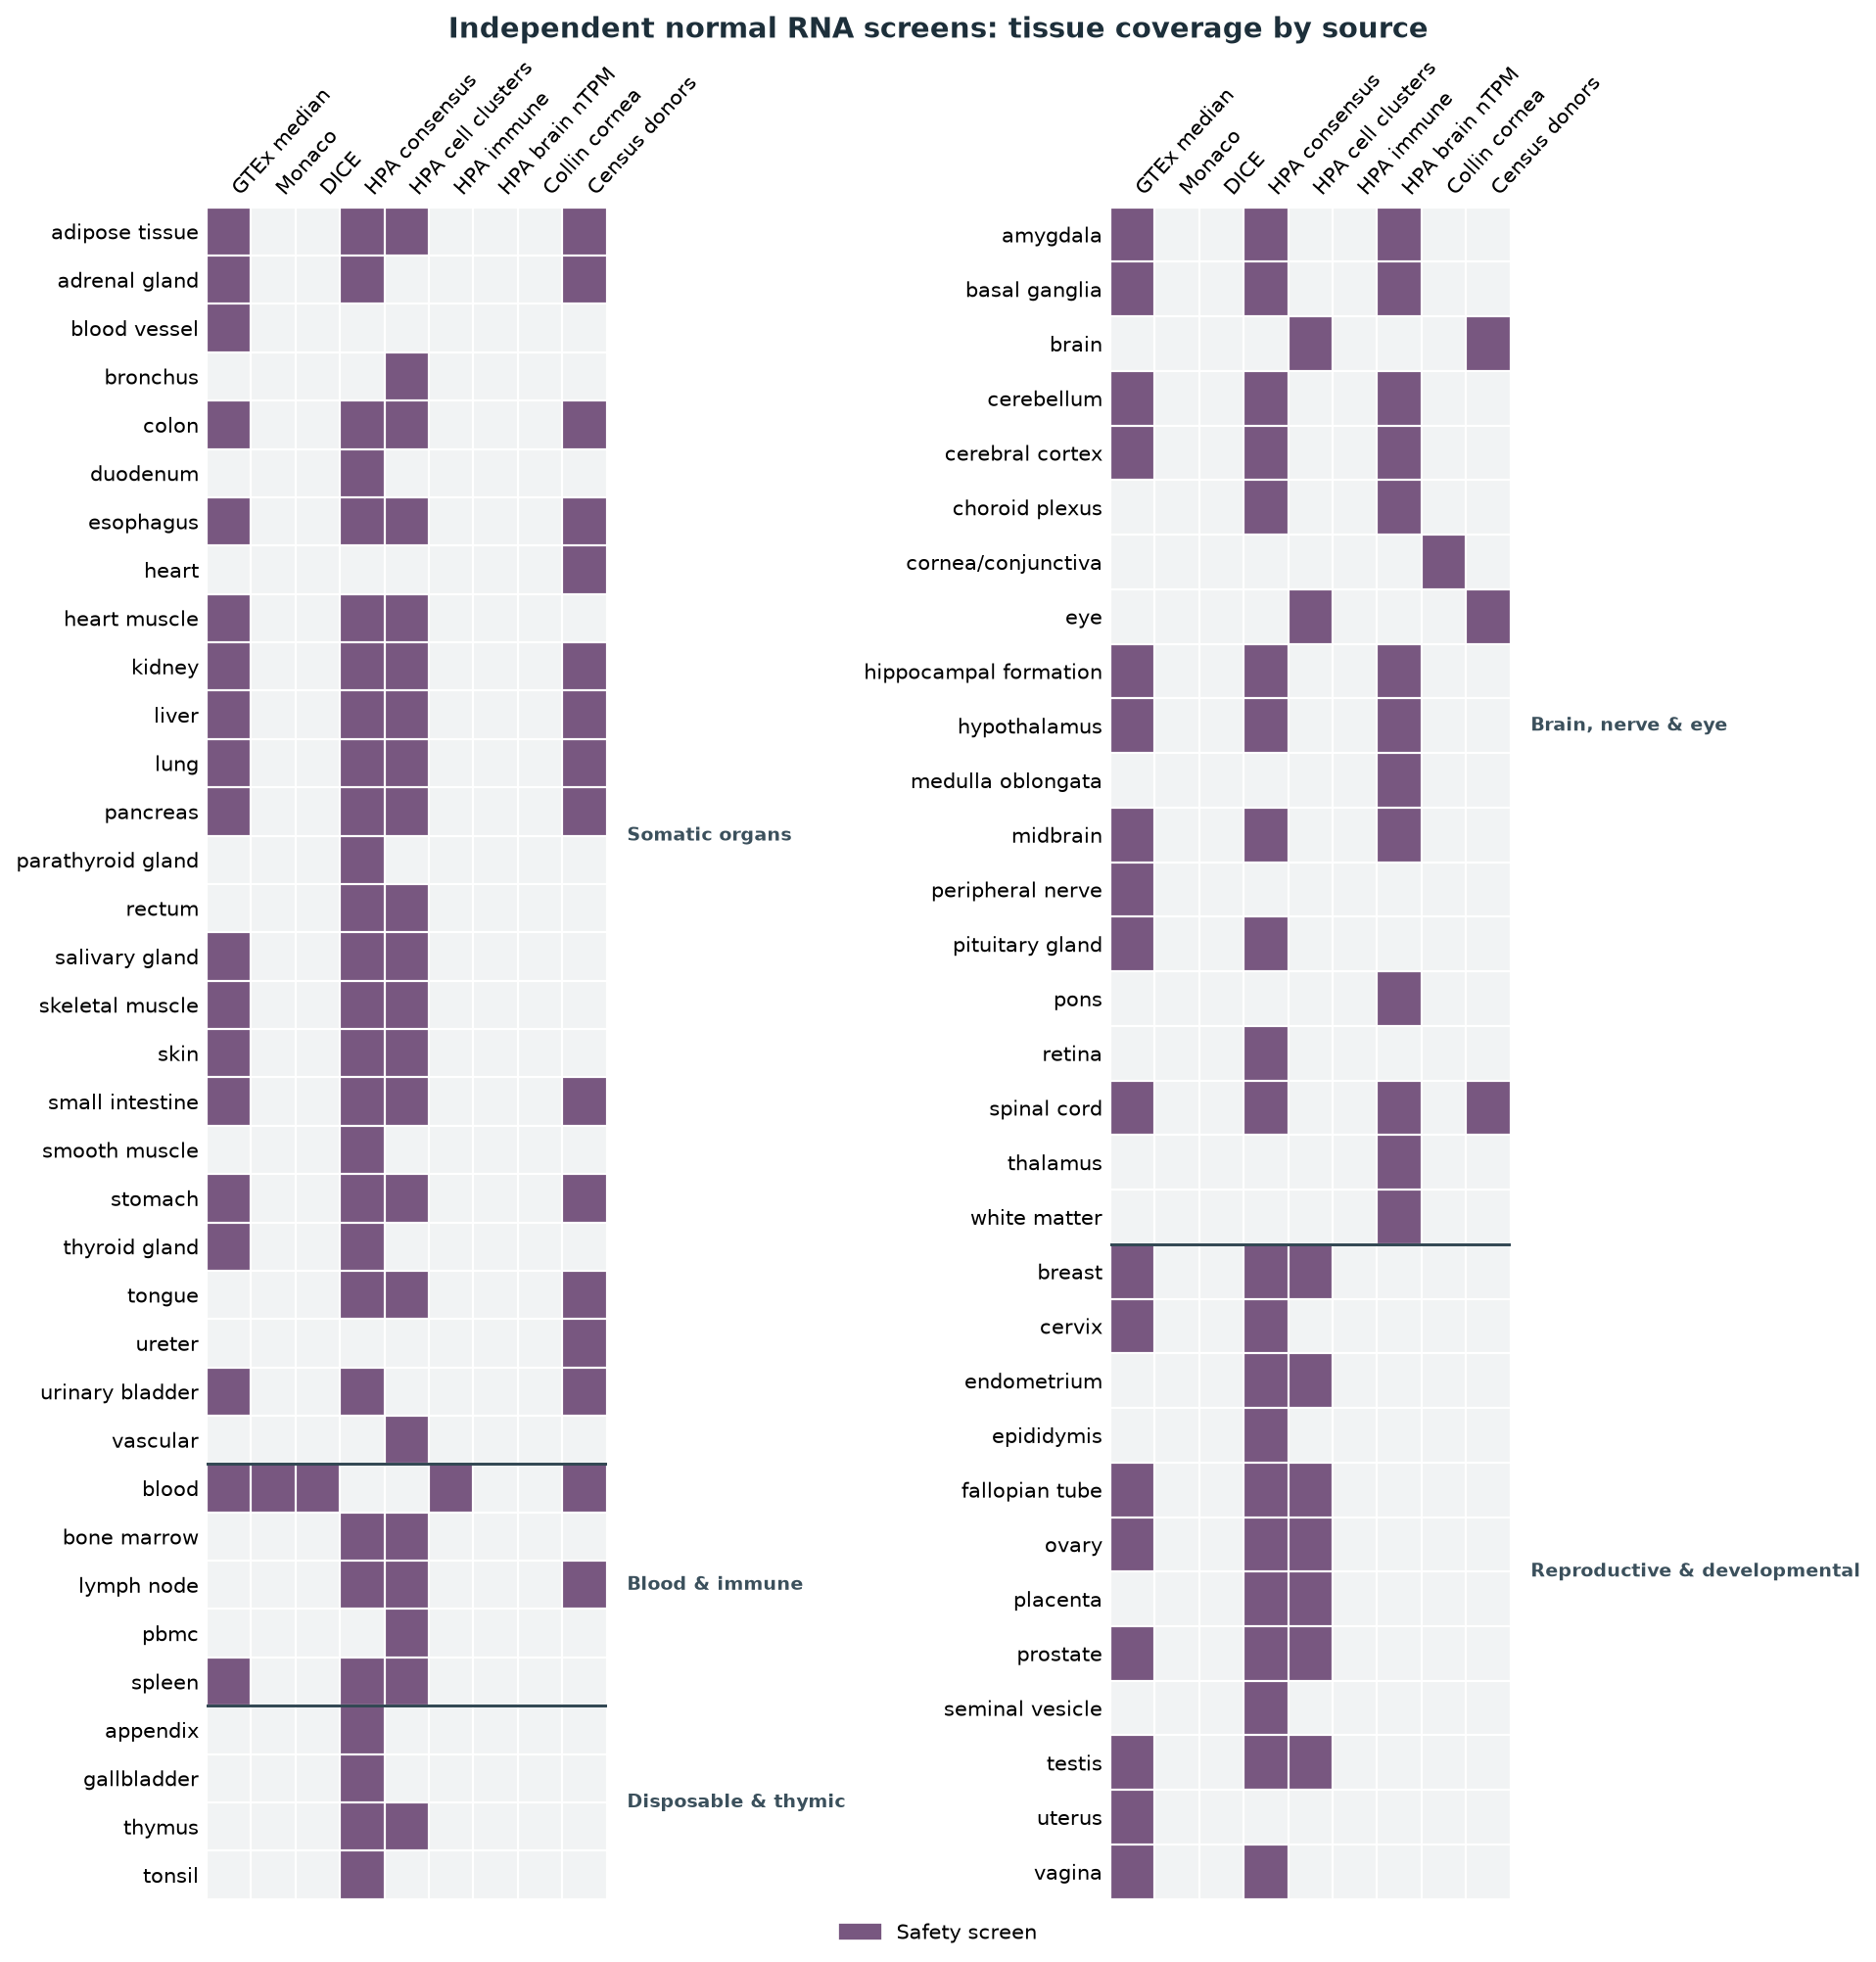 Independent normal RNA screens: tissue coverage by source
GTEx median
Monaco
DICE
HPA consensus
HPA cell clusters
HPA immune
HPA brain nTPM
Collin cornea
Census donors
adipose tissue
adrenal gland
blood vessel
bronchus
colon
duodenum
esophagus
heart
heart muscle
kidney
liver
lung
pancreas
parathyroid gland
rectum
salivary gland
skeletal muscle
skin
small intestine
smooth muscle
stomach
thyroid gland
tongue
ureter
urinary bladder
vascular
Somatic organs
blood
bone marrow
lymph node
pbmc
spleen
Blood & immune
appendix
gallbladder
thymus
tonsil
Disposable & thymic
GTEx median
Monaco
DICE
HPA consensus
HPA cell clusters
HPA immune
HPA brain nTPM
Collin cornea
Census donors
amygdala
basal ganglia
brain
cerebellum
cerebral cortex
choroid plexus
cornea/conjunctiva
eye
hippocampal formation
hypothalamus
medulla oblongata
midbrain
peripheral nerve
pituitary gland
pons
retina
spinal cord
thalamus
white matter
Brain, nerve & eye
breast
cervix
endometrium
epididymis
fallopian tube
ovary
placenta
prostate
seminal vesicle
testis
uterus
vagina
Reproductive & developmental
Safety screen